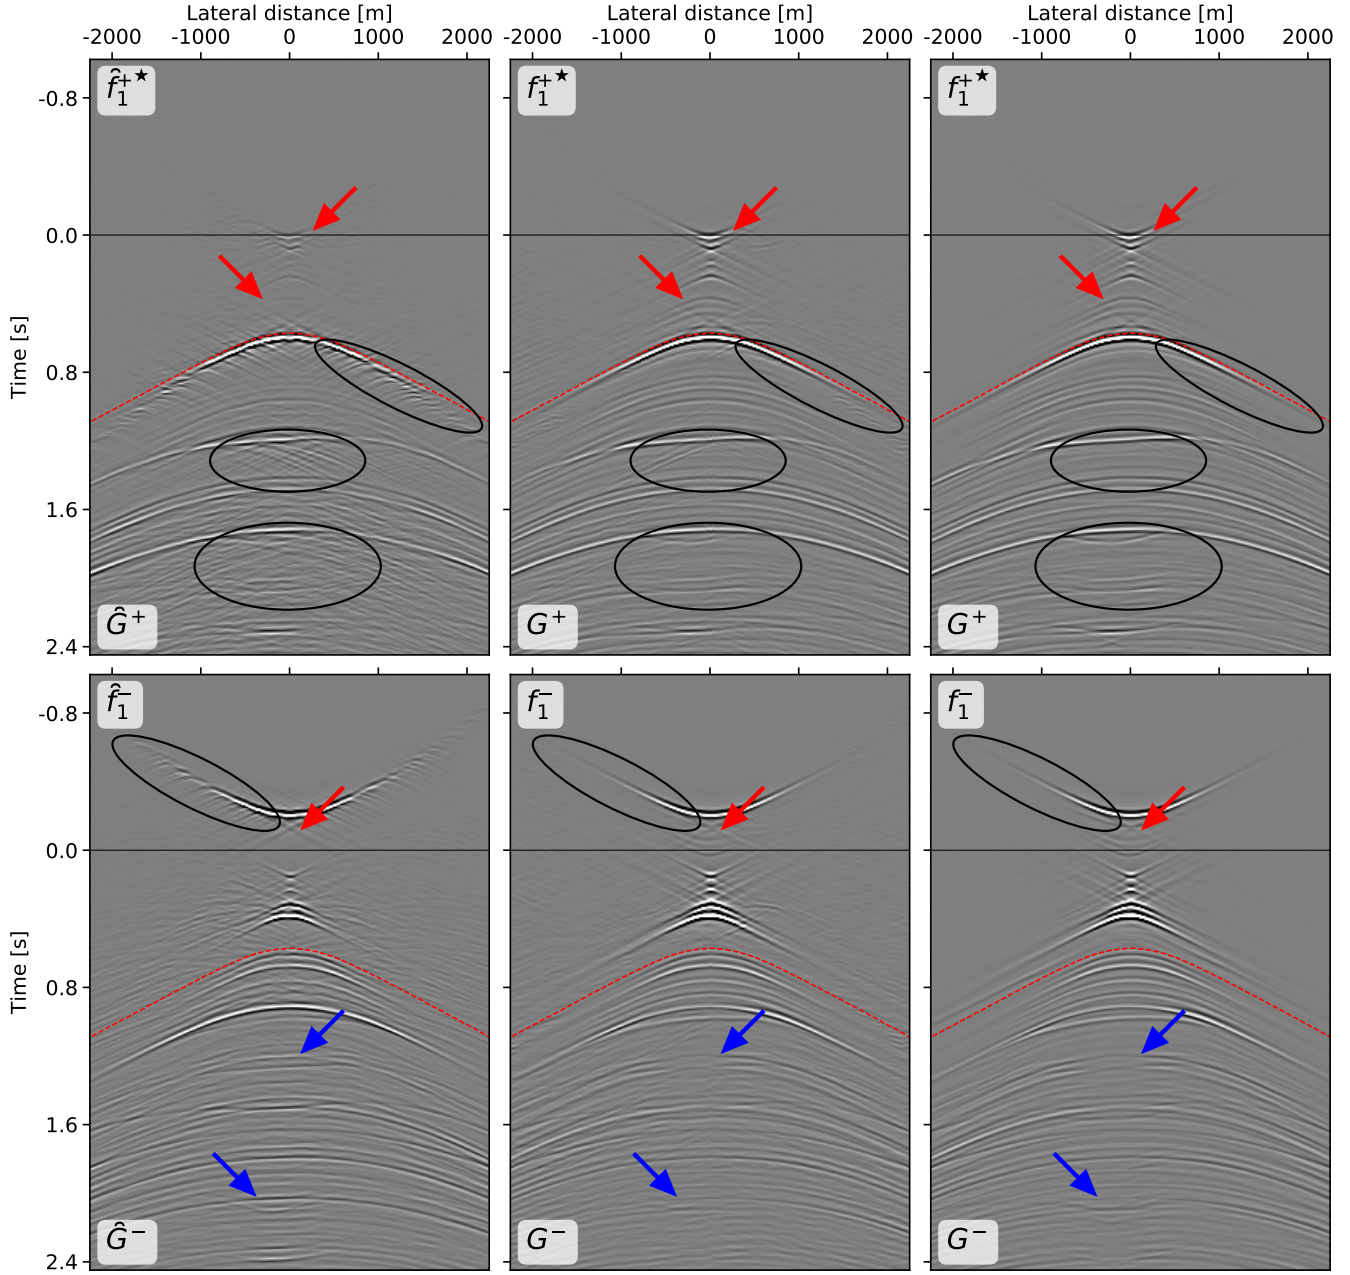 Lateral distance [m] Lateral distance [m] Lateral distance [m]
-2000 -1000 0 1000 2000 -2000 -1000 0 1000 2000 -2000 -1000 0 1000 2000
f̂₁⁺★ f₁⁺★ f₁⁺★
-0.8
0.0
Time [s]
0.8
1.6
Ĝ⁺ G⁺ G⁺
2.4
f̂₁⁻ f₁⁻ f₁⁻
-0.8
0.0
Time [s]
0.8
1.6
Ĝ⁻ G⁻ G⁻
2.4